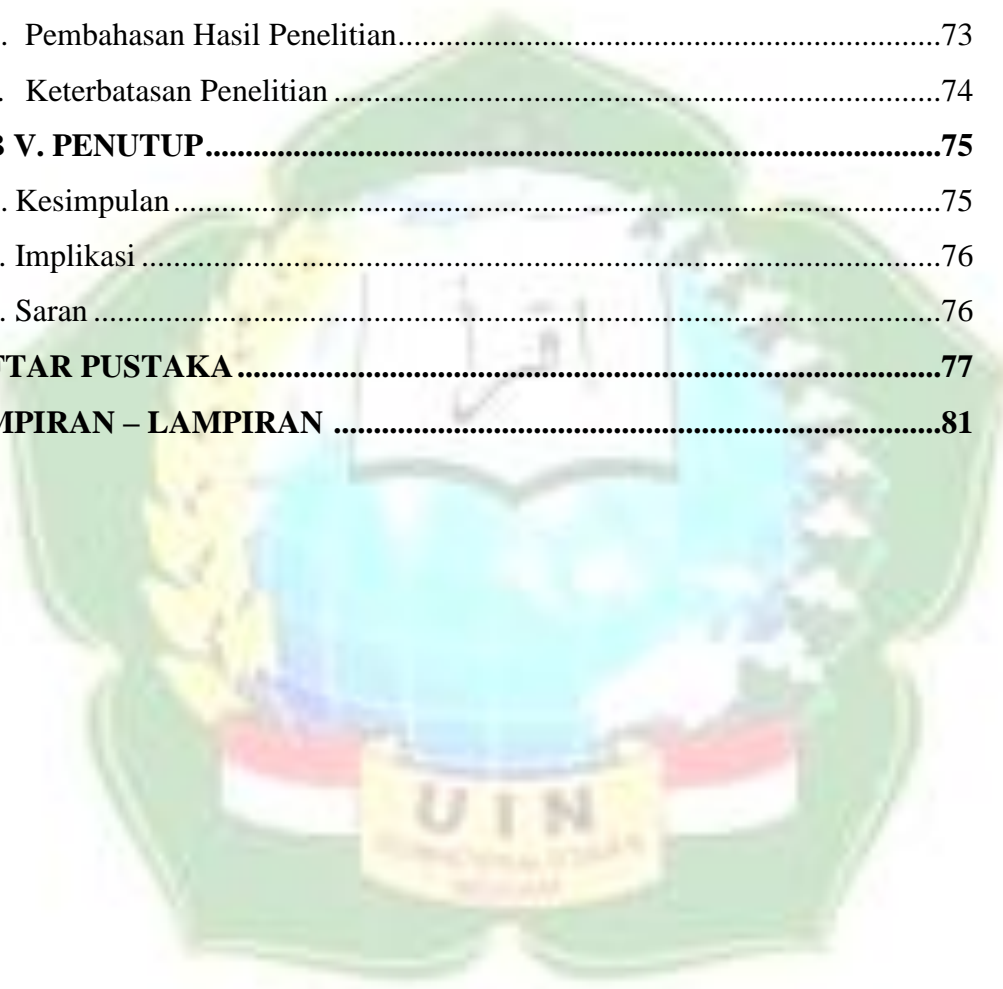 . Pembahasan Hasil Penelitian....................................................................73
. Keterbatasan Penelitian............................................................................74
V. PENUTUP............................................................................................75
. Kesimpulan................................................................................................75
. Implikasi....................................................................................................76
. Saran..........................................................................................................76
TAR PUSTAKA........................................................................................77
MPIRAN – LAMPIRAN ............................................................................81
UIN